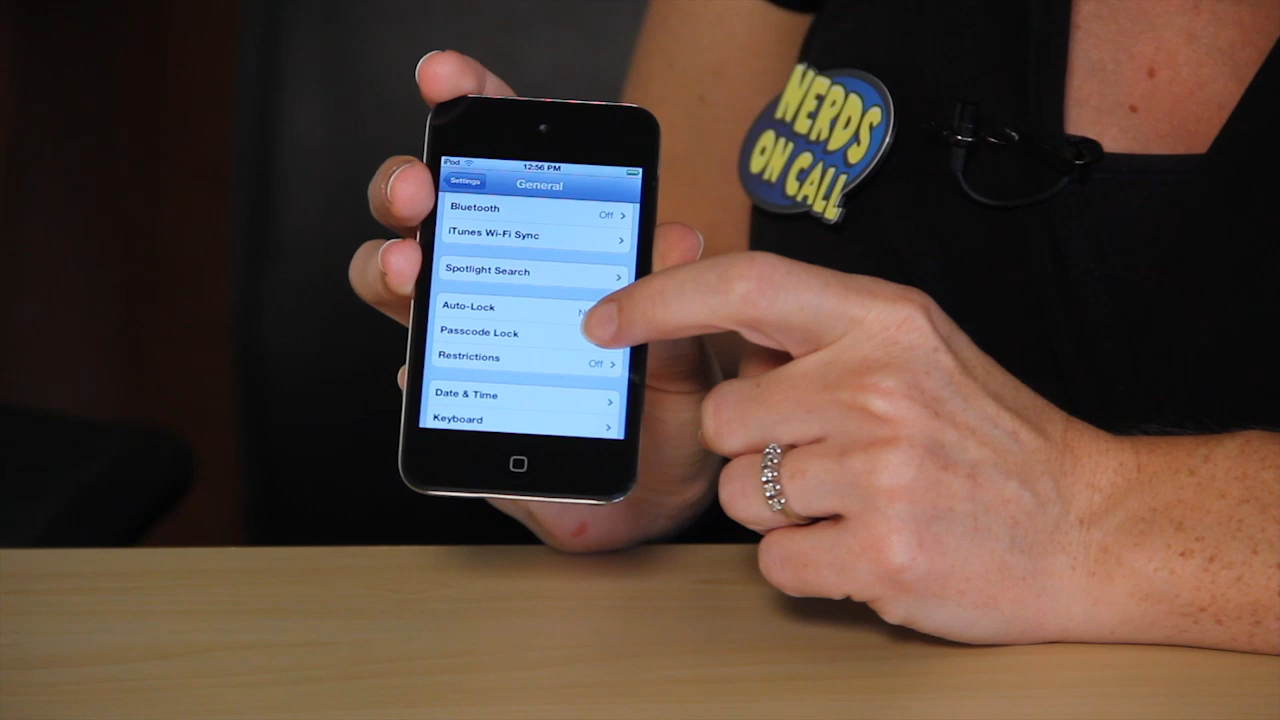 NERDS
ON CALL
iPod 12:56 PM
Settings General
Bluetooth Off
iTunes Wi-Fi Sync
Spotlight Search
Auto-Lock
Passcode Lock
Restrictions Off
Date & Time
Keyboard